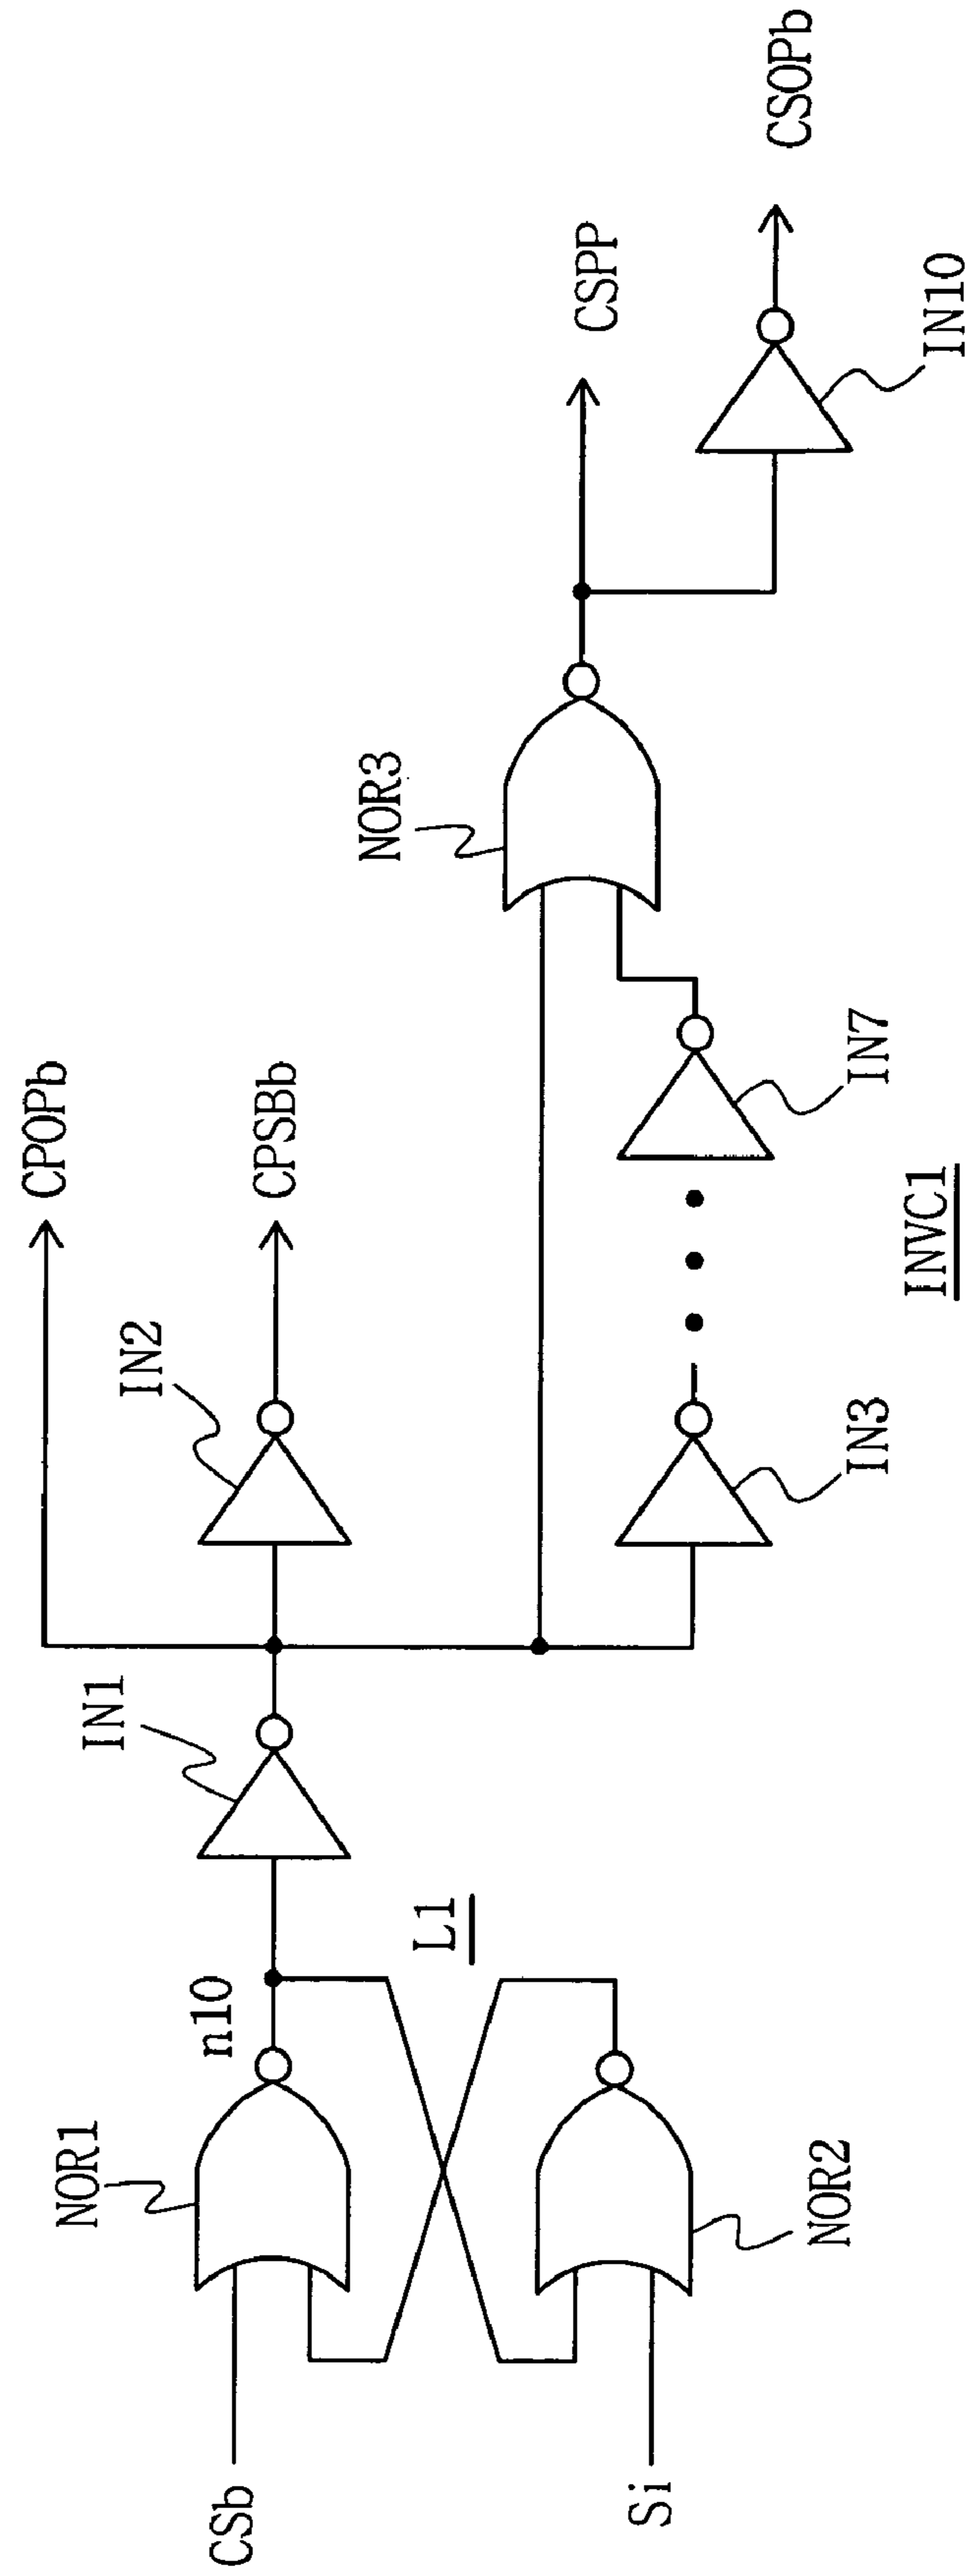 CSb
Si
NOR1
NOR2
n10
L1
IN1
IN2
CPOPb
CPSBb
IN3
IN7
INVC1
NOR3
CSPP
IN10
CSOPb